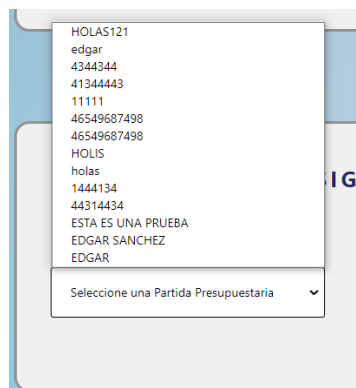 HOLAS121
edgar
4344344
41344443
11111
46549687498
46549687498
HOLIS
holas
1444134
44314434
ESTA ES UNA PRUEBA
EDGAR SANCHEZ
EDGAR
IG
Seleccione una Partida Presupuestaria